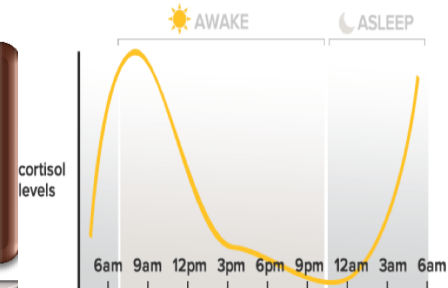 AWAKE
ASLEEP
cortisol
levels
6am 9am 12pm 3pm 6pm 9pm 12am 3am 6am